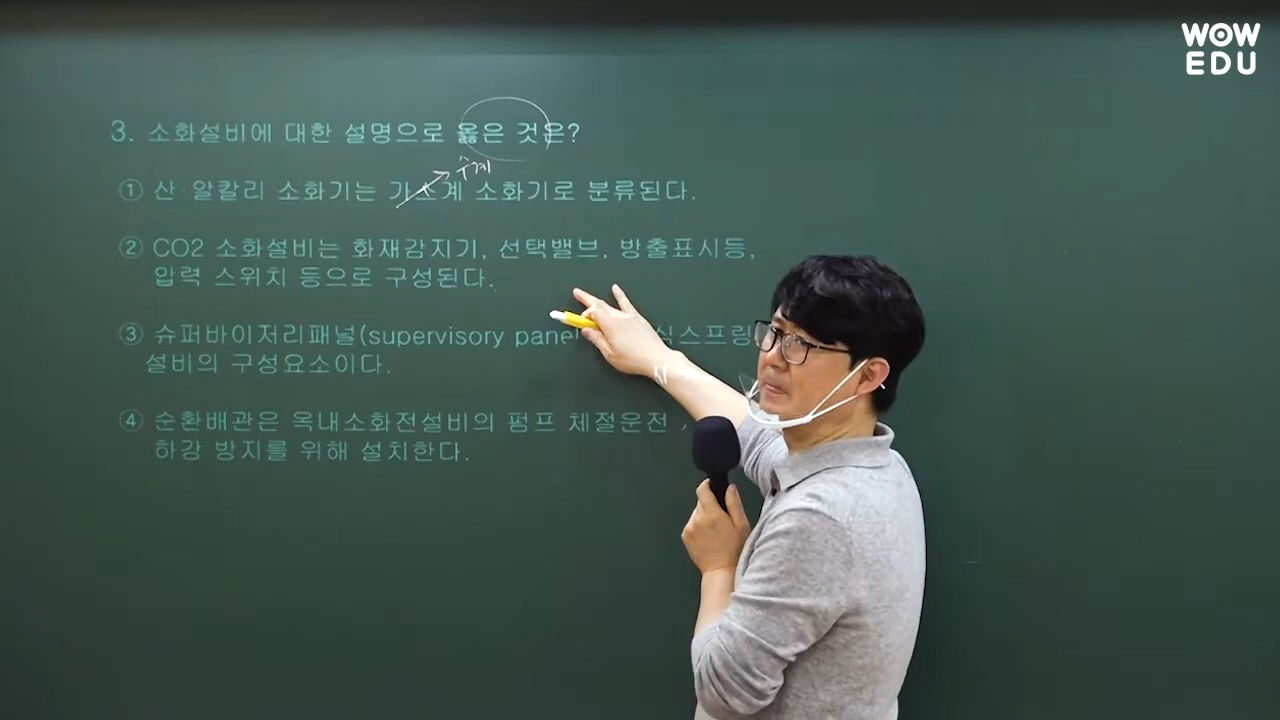 WOW
EDU
3. 소화설비에 대한 설명으로 옳은 것은?
수계
① 산·알칼리 소화기는 가스계 소화기로 분류된다.
② CO2 소화설비는 화재감지기, 선택밸브, 방출표시등,
압력 스위치 등으로 구성된다.
③ 슈퍼바이저리패널(supervisory panel
설비의 구성요소이다.
④ 순환배관은 옥내소화전설비의 펌프 체절운전
하강 방지를 위해 설치한다.